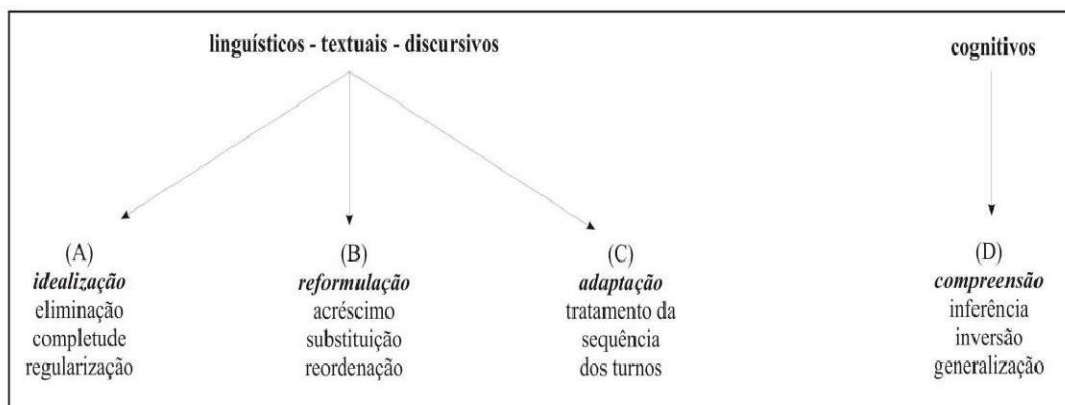 linguísticos - textuais - discursivos
cognitivos
(A)
idealização
eliminação
completude
regularização
(B)
reformulação
acréscimo
substituição
reordenação
(C)
adaptação
tratamento da
sequência
dos turnos
(D)
compreensão
inferência
inversão
generalização